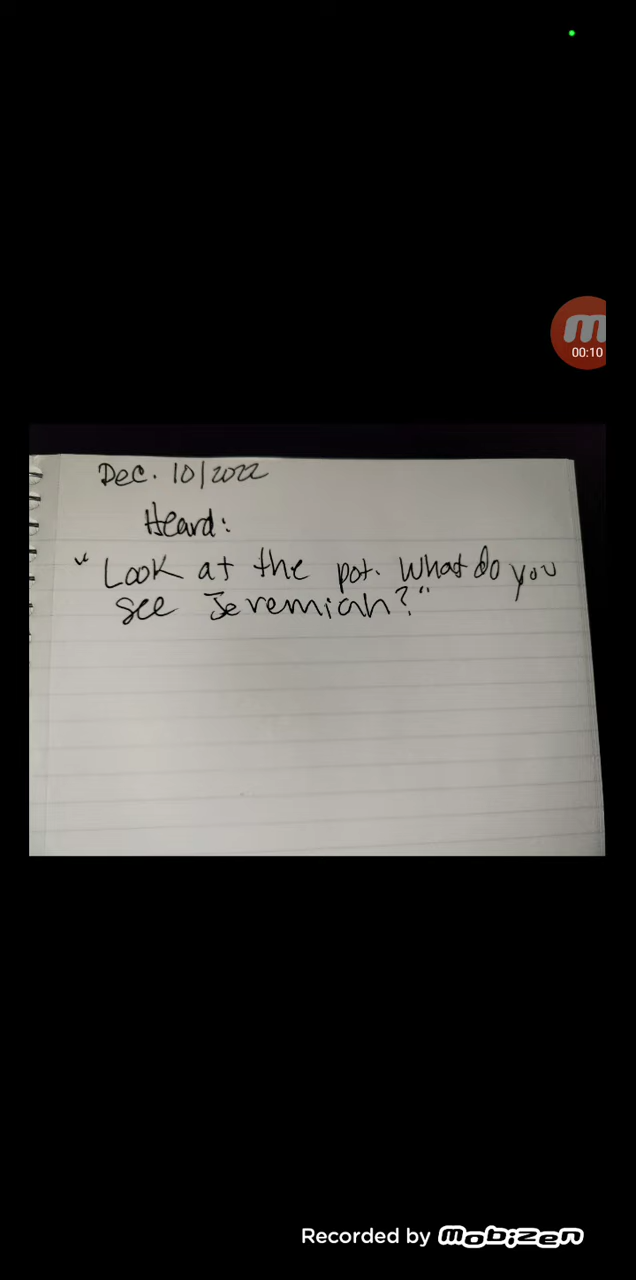 00:10
Dec. 10/2022
Heard:
"Look at the pot. What do you
see Jeremiah?"
Recorded by mobizen